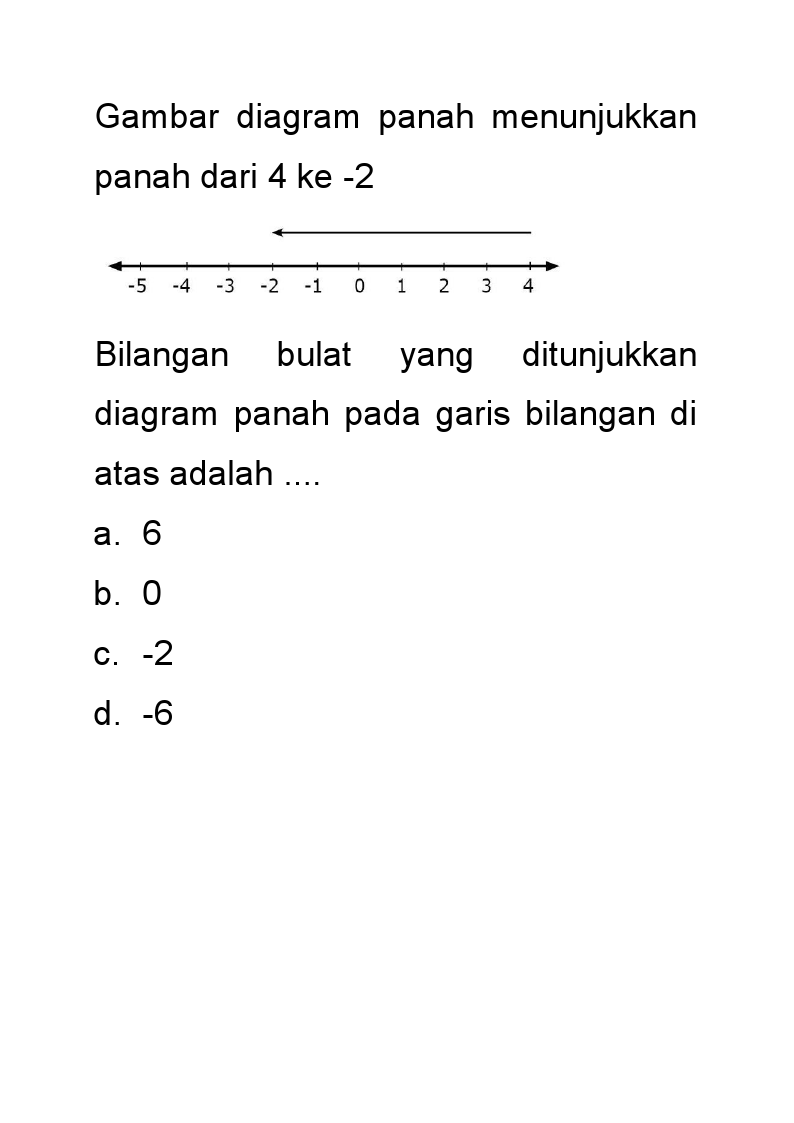 Gambar diagram panah menunjukkan
panah dari 4 ke -2
-5 -4 -3 -2 -1 0 1 2 3 4
Bilangan bulat yang ditunjukkan
diagram panah pada garis bilangan di
atas adalah ....
a. 6
b. 0
c. -2
d. -6